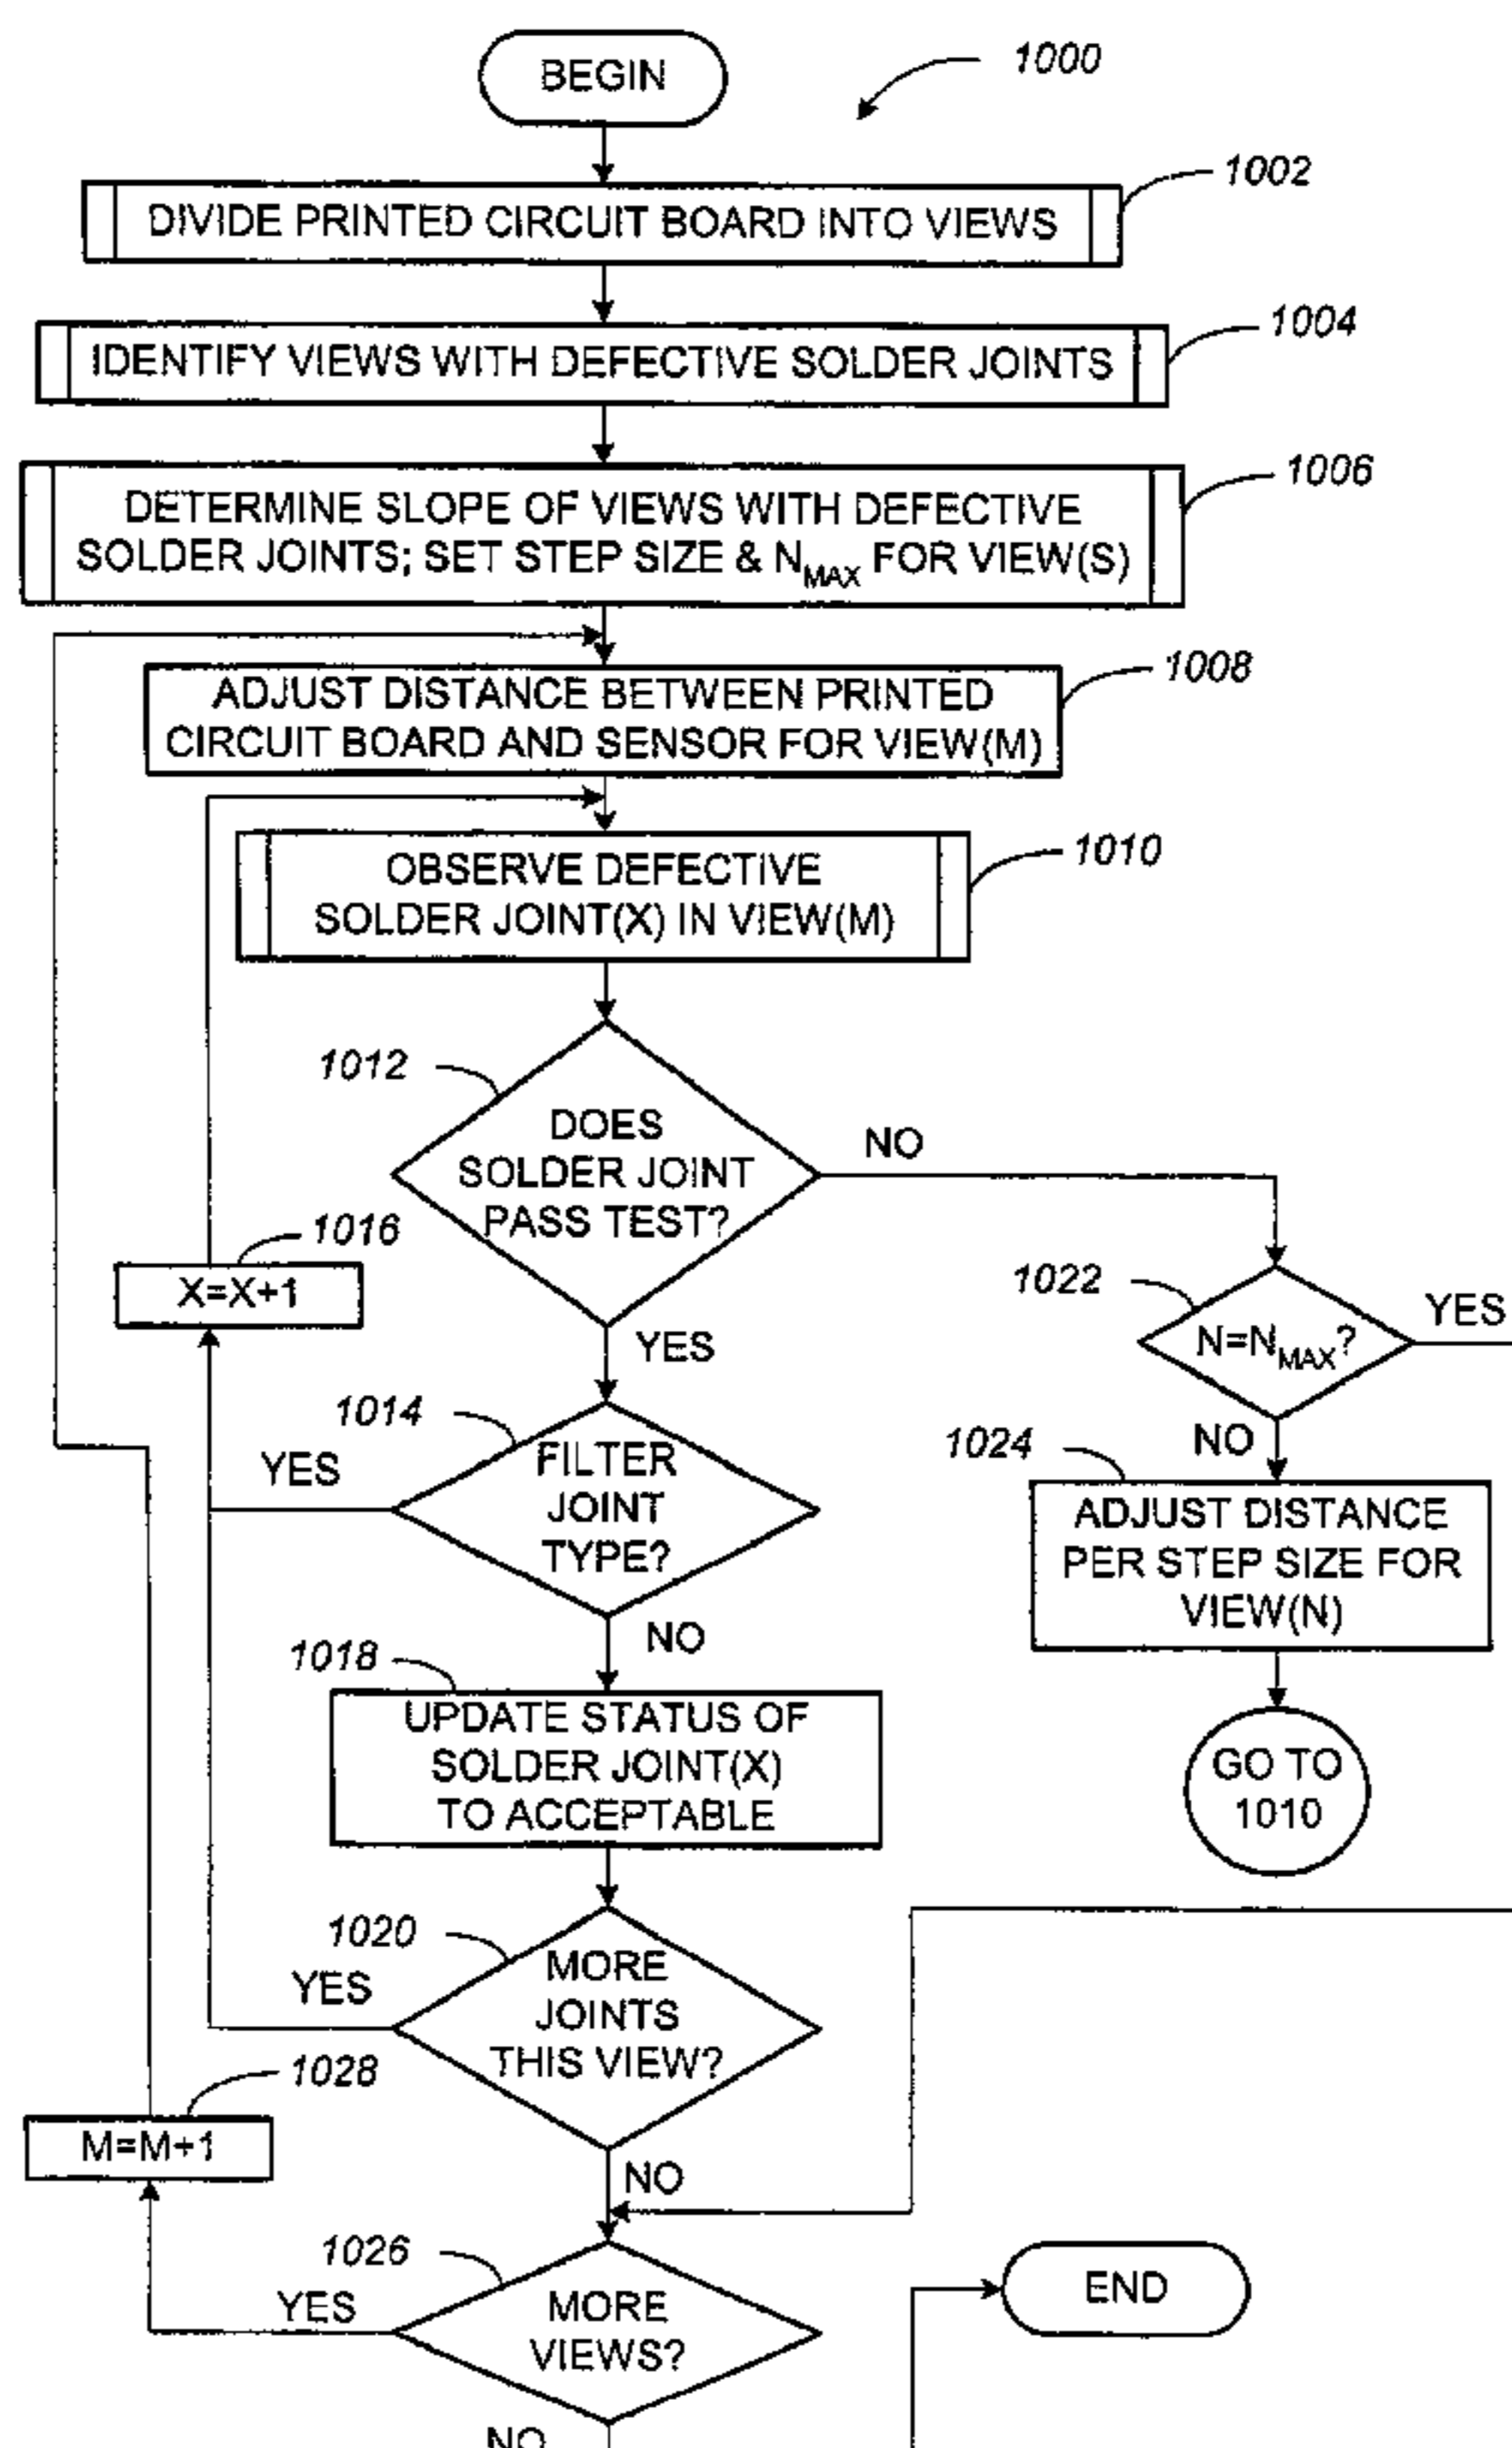 BEGIN
1000
1002
DIVIDE PRINTED CIRCUIT BOARD INTO VIEWS
1004
IDENTIFY VIEWS WITH DEFECTIVE SOLDER JOINTS
1006
DETERMINE SLOPE OF VIEWS WITH DEFECTIVE
SOLDER JOINTS; SET STEP SIZE & NMAX FOR VIEW(S)
1008
ADJUST DISTANCE BETWEEN PRINTED
CIRCUIT BOARD AND SENSOR FOR VIEW(M)
1010
OBSERVE DEFECTIVE
SOLDER JOINT(X) IN VIEW(M)
1012
DOES
SOLDER JOINT
PASS TEST?
NO
YES
1016
X=X+1
1022
N=NMAX?
YES
NO
1014
FILTER
JOINT
TYPE?
YES
NO
1024
ADJUST DISTANCE
PER STEP SIZE FOR
VIEW(N)
GO TO
1010
1018
UPDATE STATUS OF
SOLDER JOINT(X)
TO ACCEPTABLE
1020
MORE
JOINTS
THIS VIEW?
YES
NO
1028
M=M+1
1026
MORE
VIEWS?
YES
NO
END